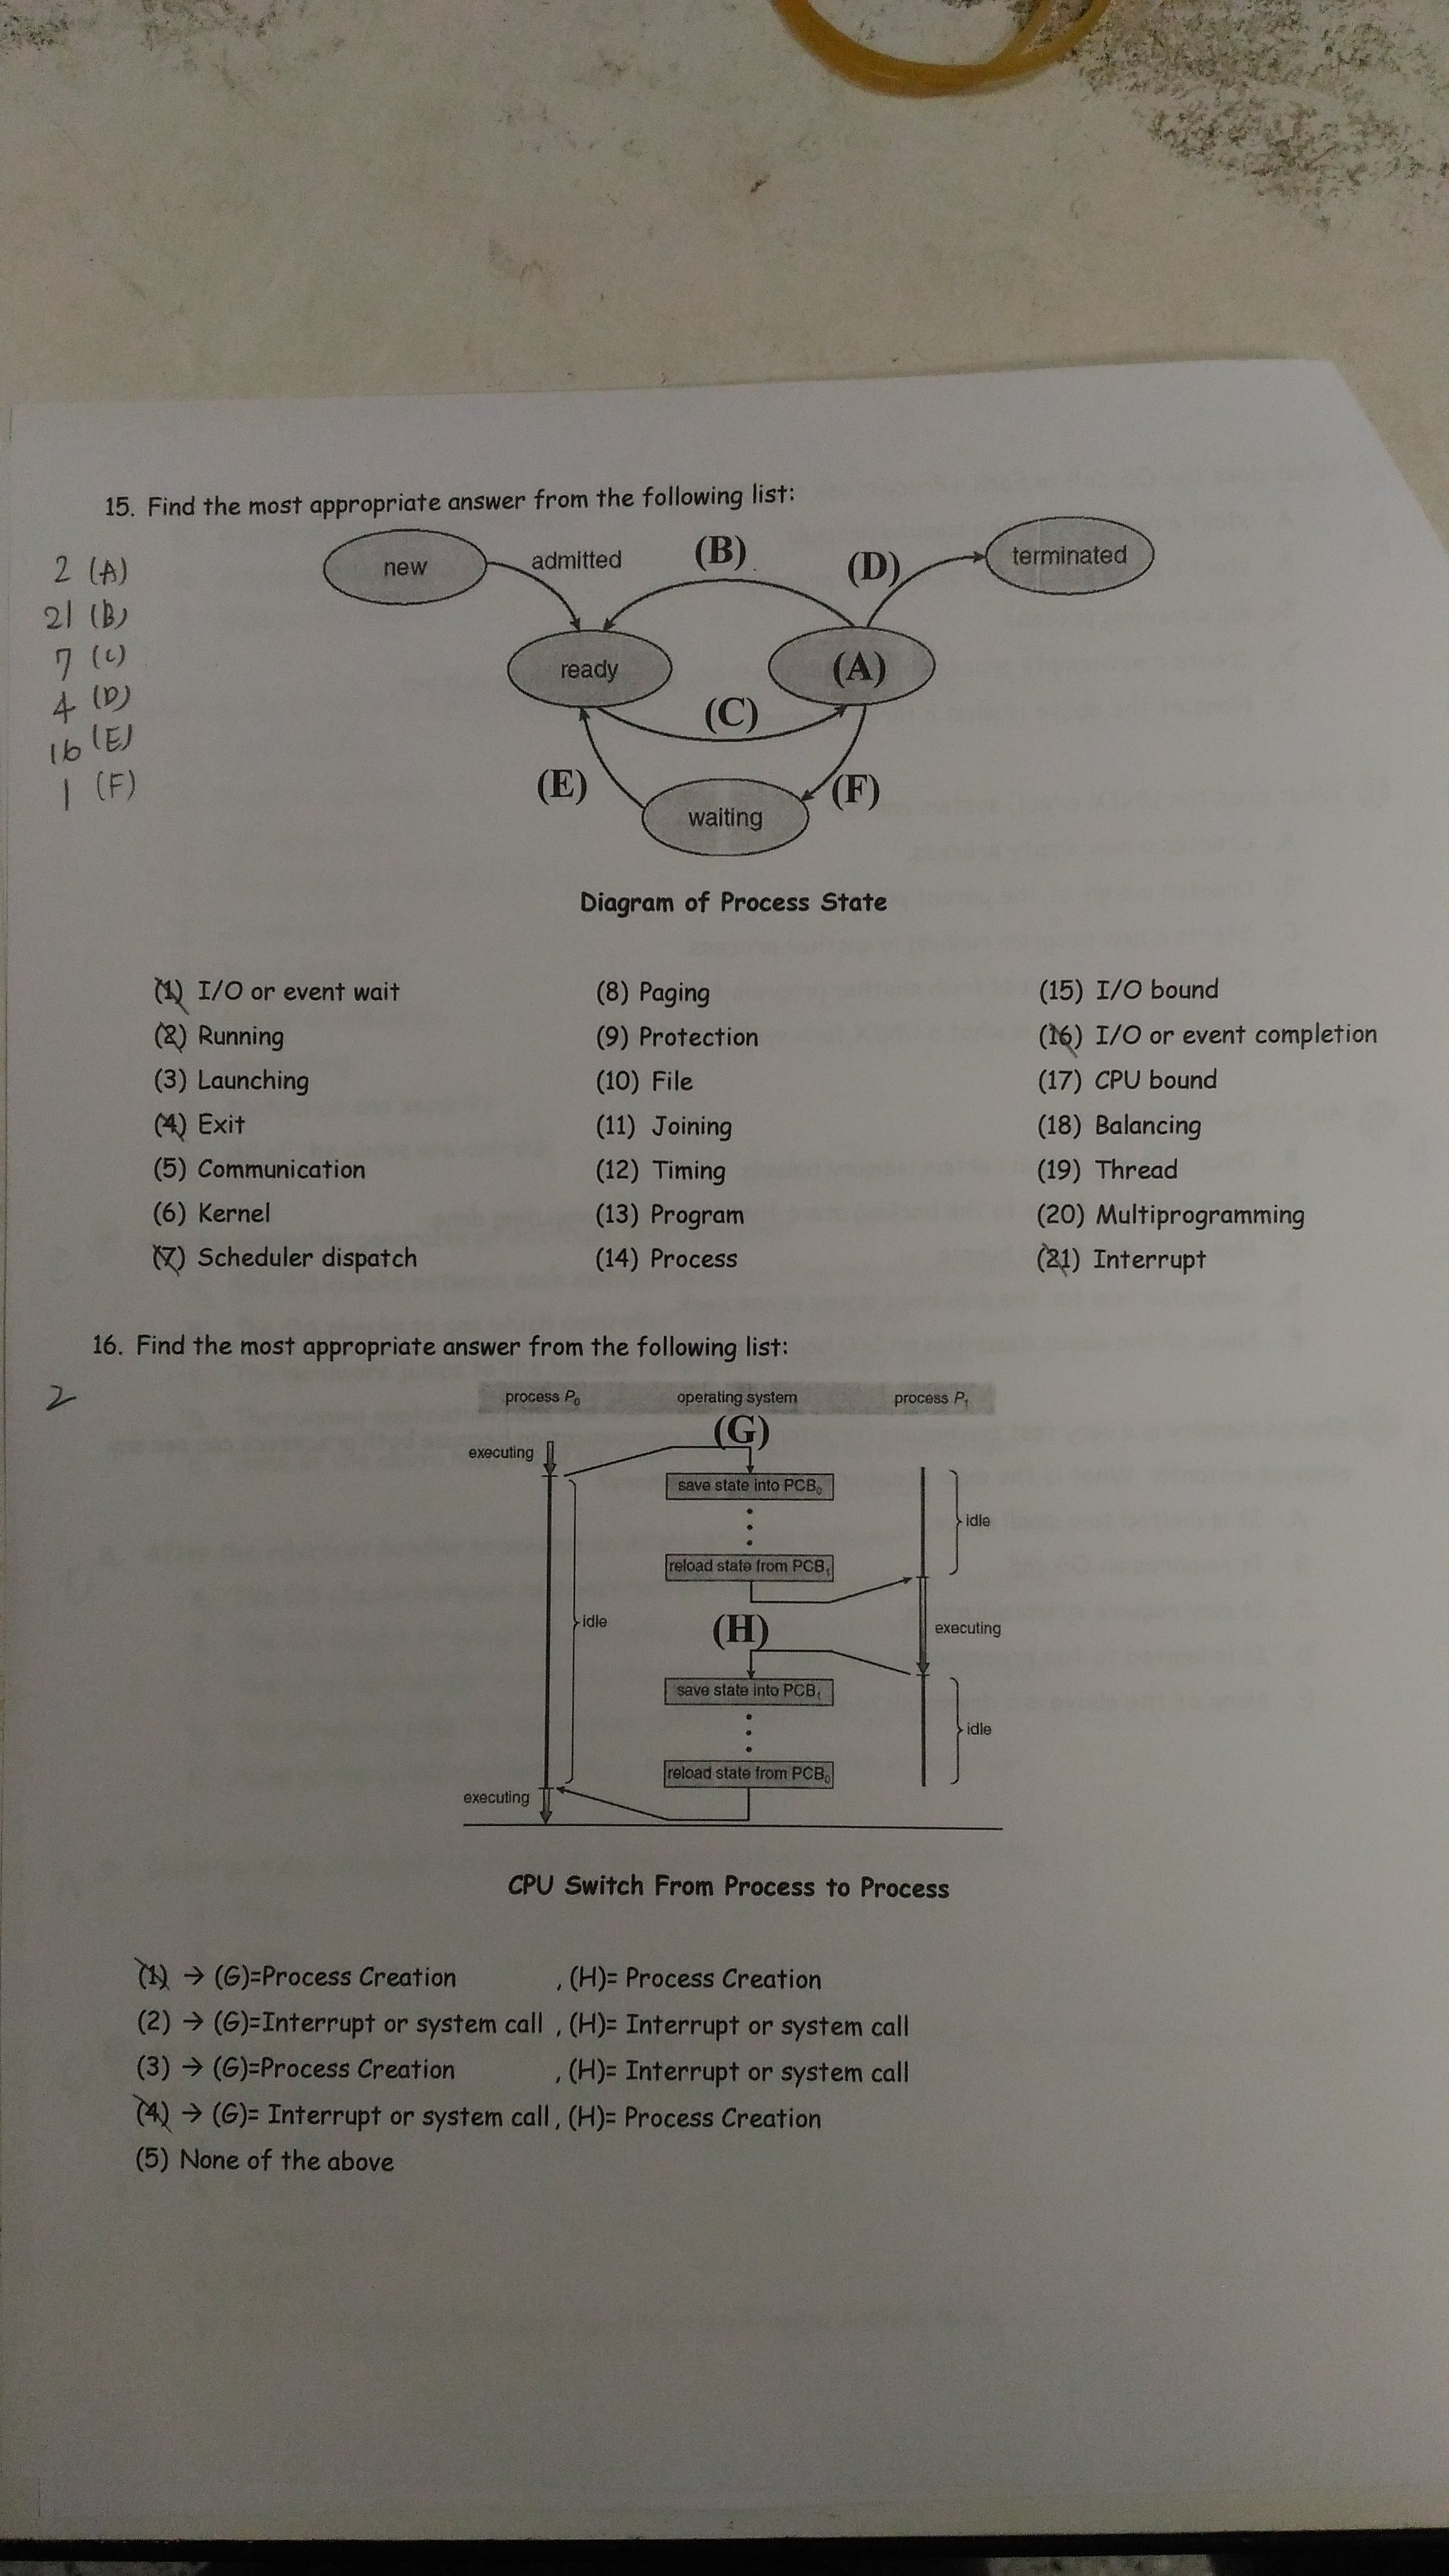 15. Find the most appropriate answer from the following list:
2 (A)
21 (B)
7 (C)
4 (D)
16 (E)
1 (F)
new
admitted
(B)
(D)
terminated
ready
(A)
(C)
(E)
(F)
waiting
Diagram of Process State
(1) I/O or event wait
(2) Running
(3) Launching
(4) Exit
(5) Communication
(6) Kernel
(7) Scheduler dispatch
(8) Paging
(9) Protection
(10) File
(11) Joining
(12) Timing
(13) Program
(14) Process
(15) I/O bound
(16) I/O or event completion
(17) CPU bound
(18) Balancing
(19) Thread
(20) Multiprogramming
(21) Interrupt
16. Find the most appropriate answer from the following list:
2
process P0 operating system process P1
(G)
executing
save state into PCB0
idle
reload state from PCB1
idle
(H)
executing
save state into PCB1
idle
reload state from PCB0
executing
CPU Switch From Process to Process
(1) → (G)=Process Creation , (H)= Process Creation
(2) → (G)=Interrupt or system call , (H)= Interrupt or system call
(3) → (G)=Process Creation , (H)= Interrupt or system call
(4) → (G)= Interrupt or system call, (H)= Process Creation
(5) None of the above